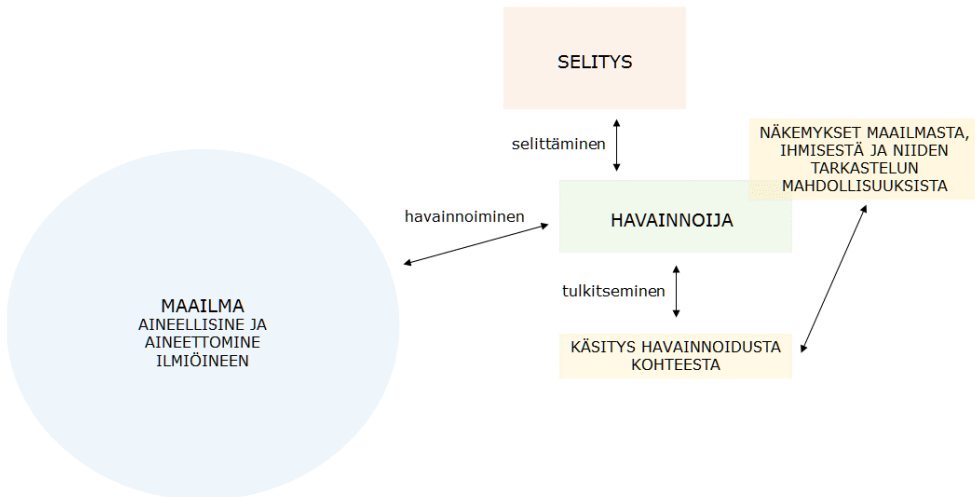 SELITYS
selittäminen
NÄKEMYKSET MAAILMASTA,
IHMISESTÄ JA NIIDEN
TARKASTELUN
MAHDOLLISUUKSISTA
havainnoiminen
HAVAINNOIJA
tulkitseminen
MAAILMA
AINEELLISINE JA
AINEETTOMINE
ILMIÖINEEN
KÄSITYS HAVAINNOIDUSTA
KOHTEESTA